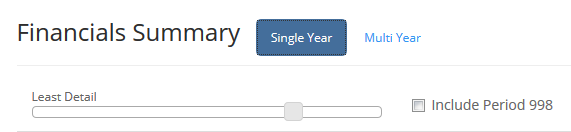 Financials Summary Single Year Multi Year
Least Detail
Include Period 998